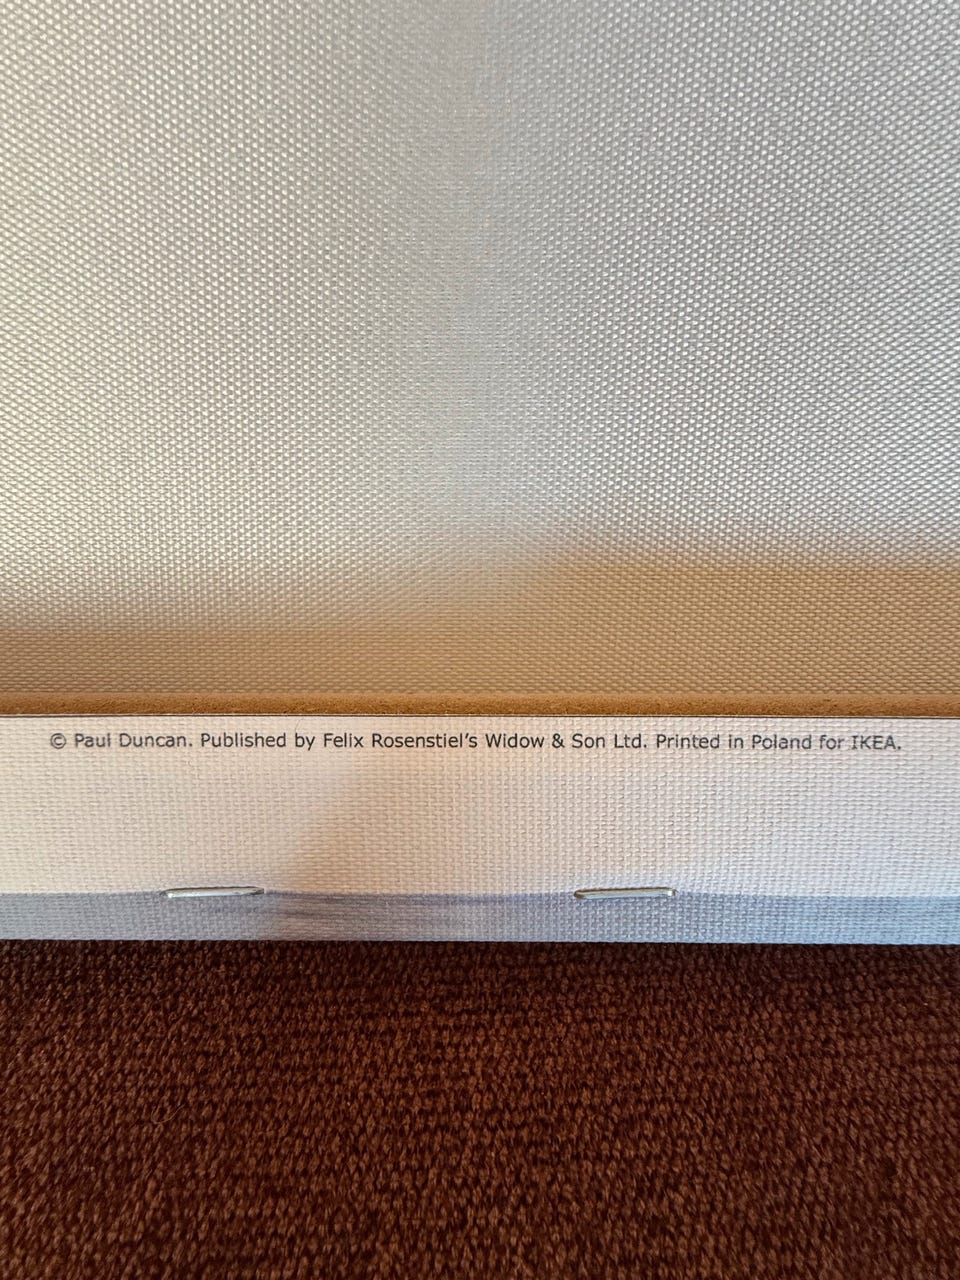 © Paul Duncan. Published by Felix Rosenstiel's Widow & Son Ltd. Printed in Poland for IKEA.